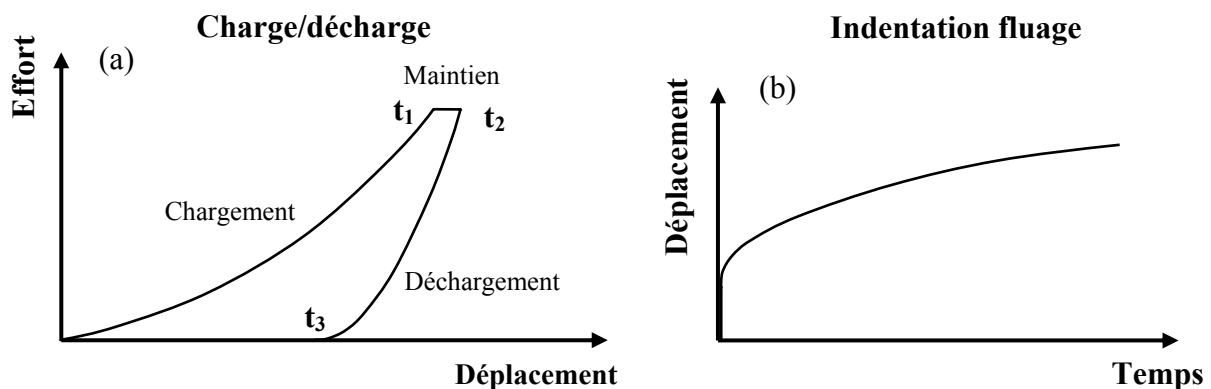 Charge/décharge
Effort
(a)
Maintien
t1
t2
Chargement
Déchargement
t3
Déplacement
Indentation fluage
Déplacement
(b)
Temps